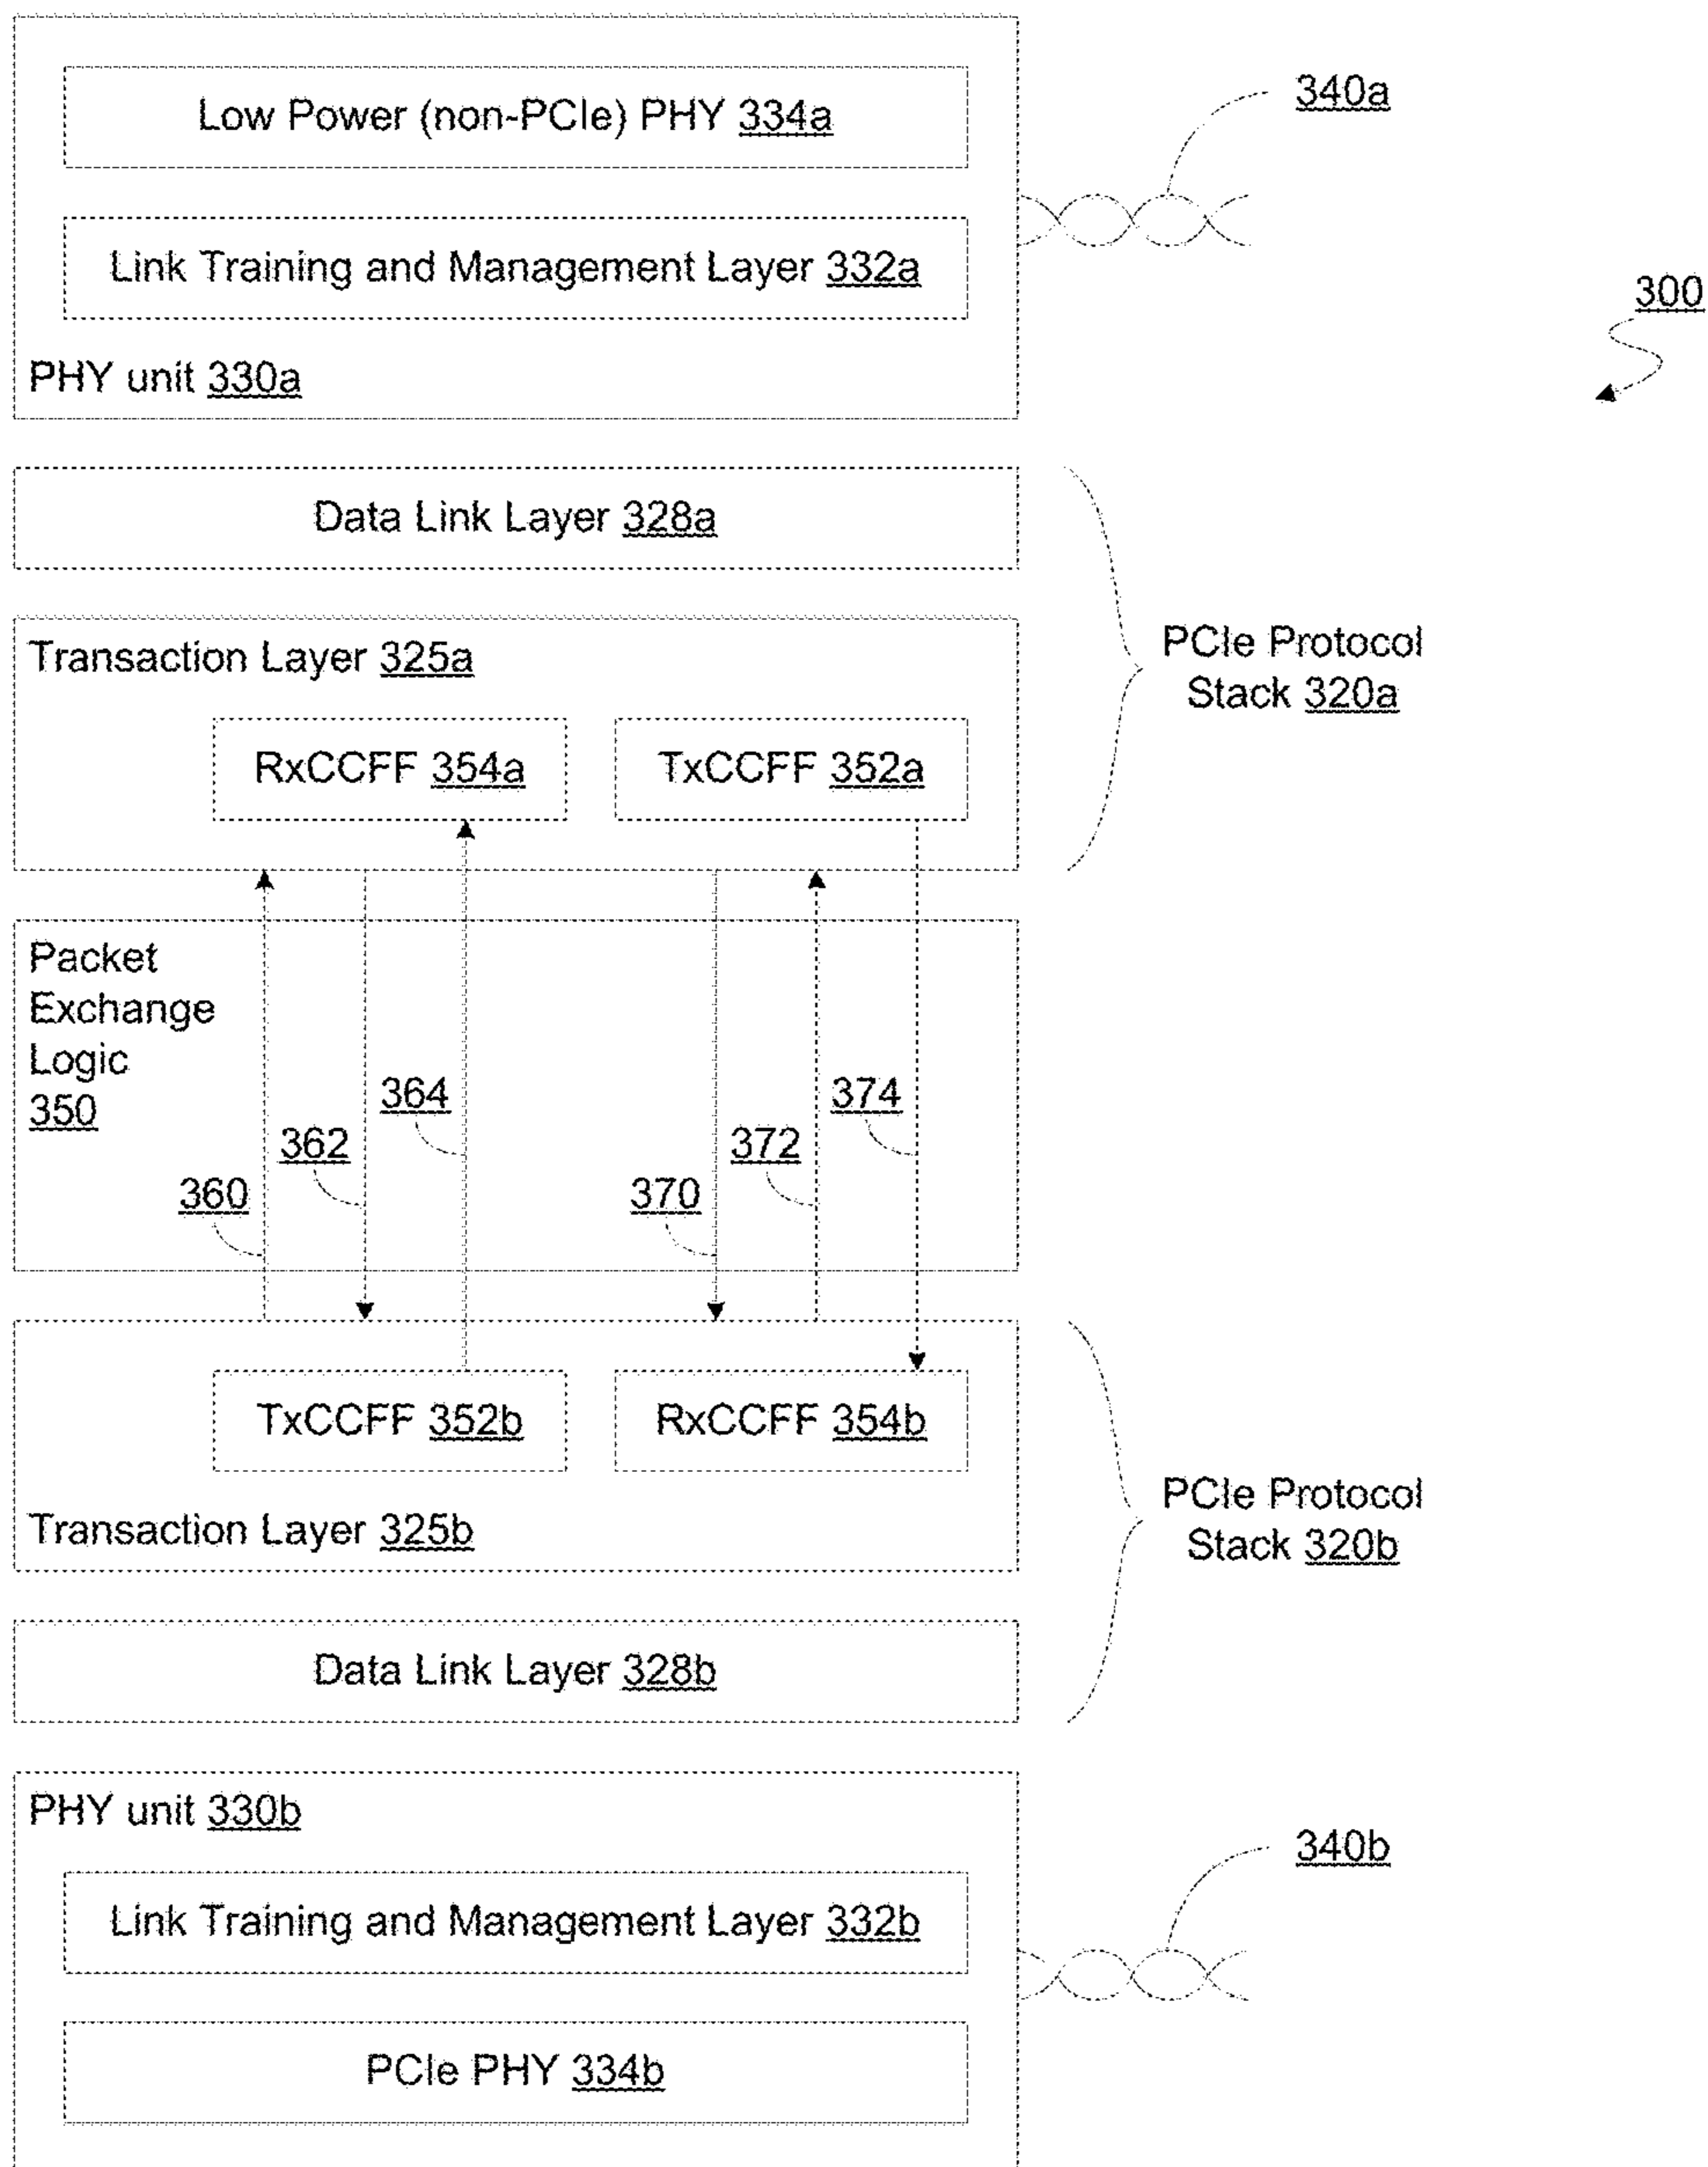 Low Power (non-PCIe) PHY 334a
340a
Link Training and Management Layer 332a
300
PHY unit 330a
Data Link Layer 328a
Transaction Layer 325a
PCIe Protocol
Stack 320a
RxCCFF 354a
TxCCFF 352a
Packet
Exchange
Logic
350
364
374
362
372
360
370
TxCCFF 352b
RxCCFF 354b
PCIe Protocol
Stack 320b
Transaction Layer 325b
Data Link Layer 328b
PHY unit 330b
340b
Link Training and Management Layer 332b
PCIe PHY 334b